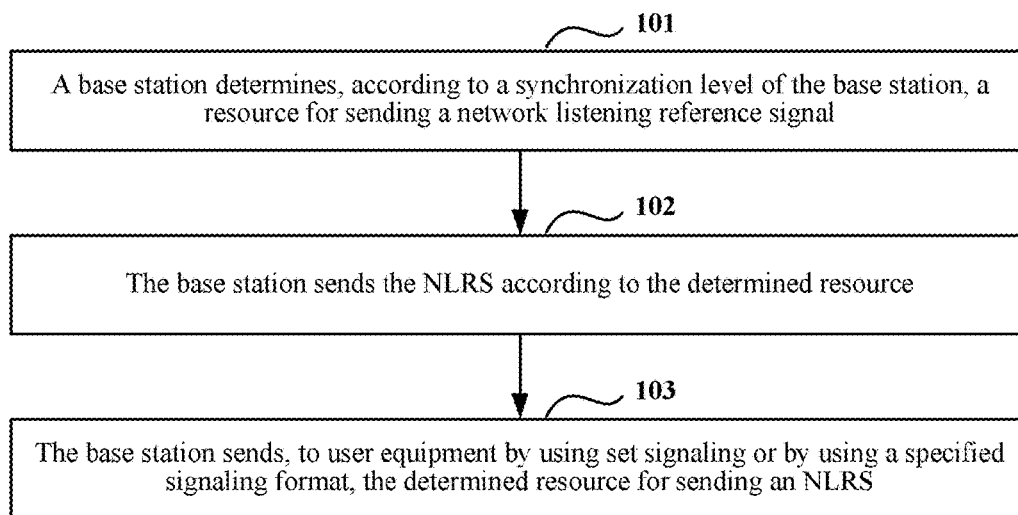 101
A base station determines, according to a synchronization level of the base station, a
resource for sending a network listening reference signal
102
The base station sends the NLRS according to the determined resource
103
The base station sends, to user equipment by using set signaling or by using a specified
signaling format, the determined resource for sending an NLRS